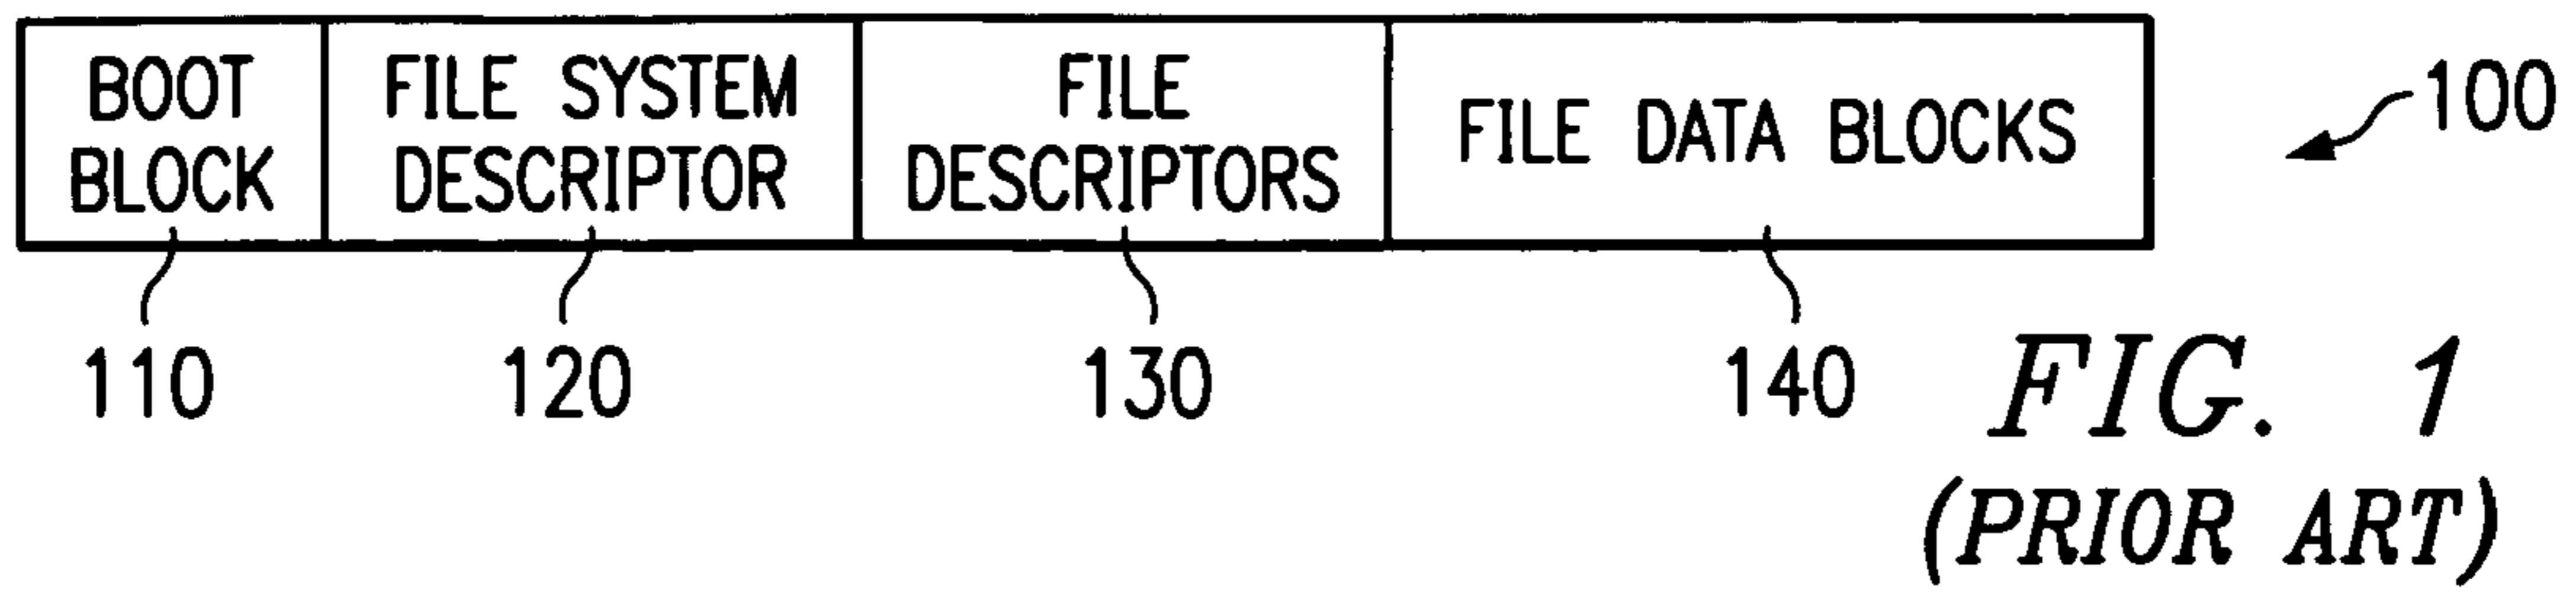 BOOT
BLOCK
FILE SYSTEM
DESCRIPTOR
FILE
DESCRIPTORS
FILE DATA BLOCKS
100
110
120
130
140
FIG. 1
(PRIOR ART)